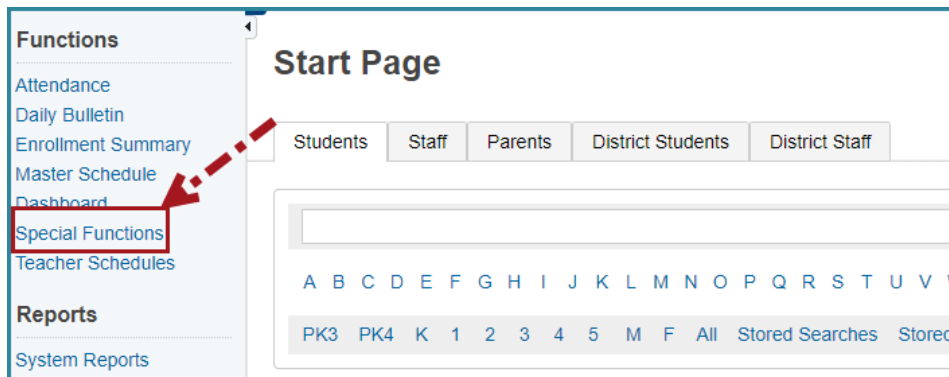 Functions
Attendance
Daily Bulletin
Enrollment Summary
Master Schedule
Dashboard
Special Functions
Teacher Schedules
Reports
System Reports
Start Page
Students Staff Parents District Students District Staff
A B C D E F G H I J K L M N O P Q R S T U V
PK3 PK4 K 1 2 3 4 5 M F All Stored Searches Stored